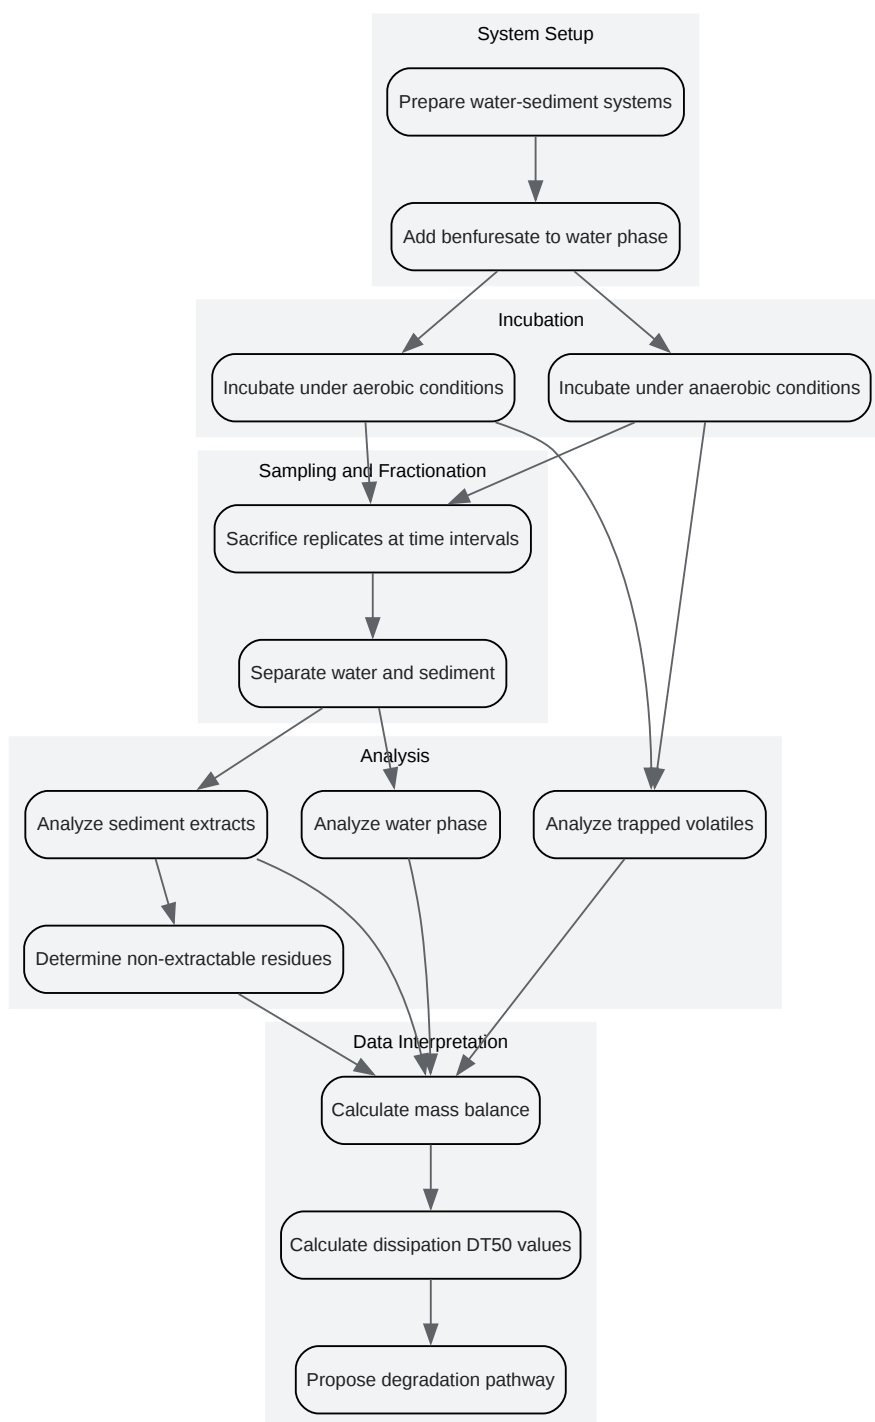 System Setup
Prepare water-sediment systems
Add benfuresate to water phase
Incubation
Incubate under aerobic conditions
Incubate under anaerobic conditions
Sampling and Fractionation
Sacrifice replicates at time intervals
Separate water and sediment
Analysis
Analyze sediment extracts
Analyze water phase
Analyze trapped volatiles
Determine non-extractable residues
Data Interpretation
Calculate mass balance
Calculate dissipation DT50 values
Propose degradation pathway